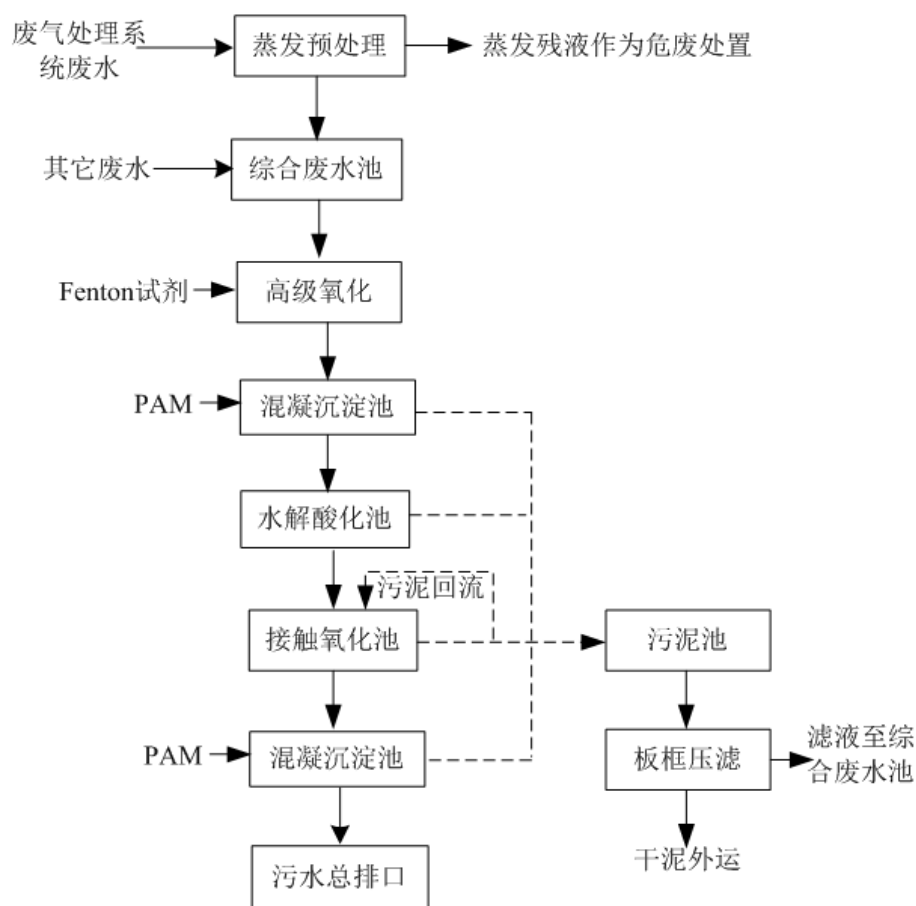 废气处理系
统废水
蒸发预处理
蒸发残液作为危废处置
其它废水
综合废水池
Fenton试剂
高级氧化
PAM
混凝沉淀池
水解酸化池
污泥回流
接触氧化池
污泥池
PAM
混凝沉淀池
板框压滤
滤液至综
合废水池
污水总排口
干泥外运